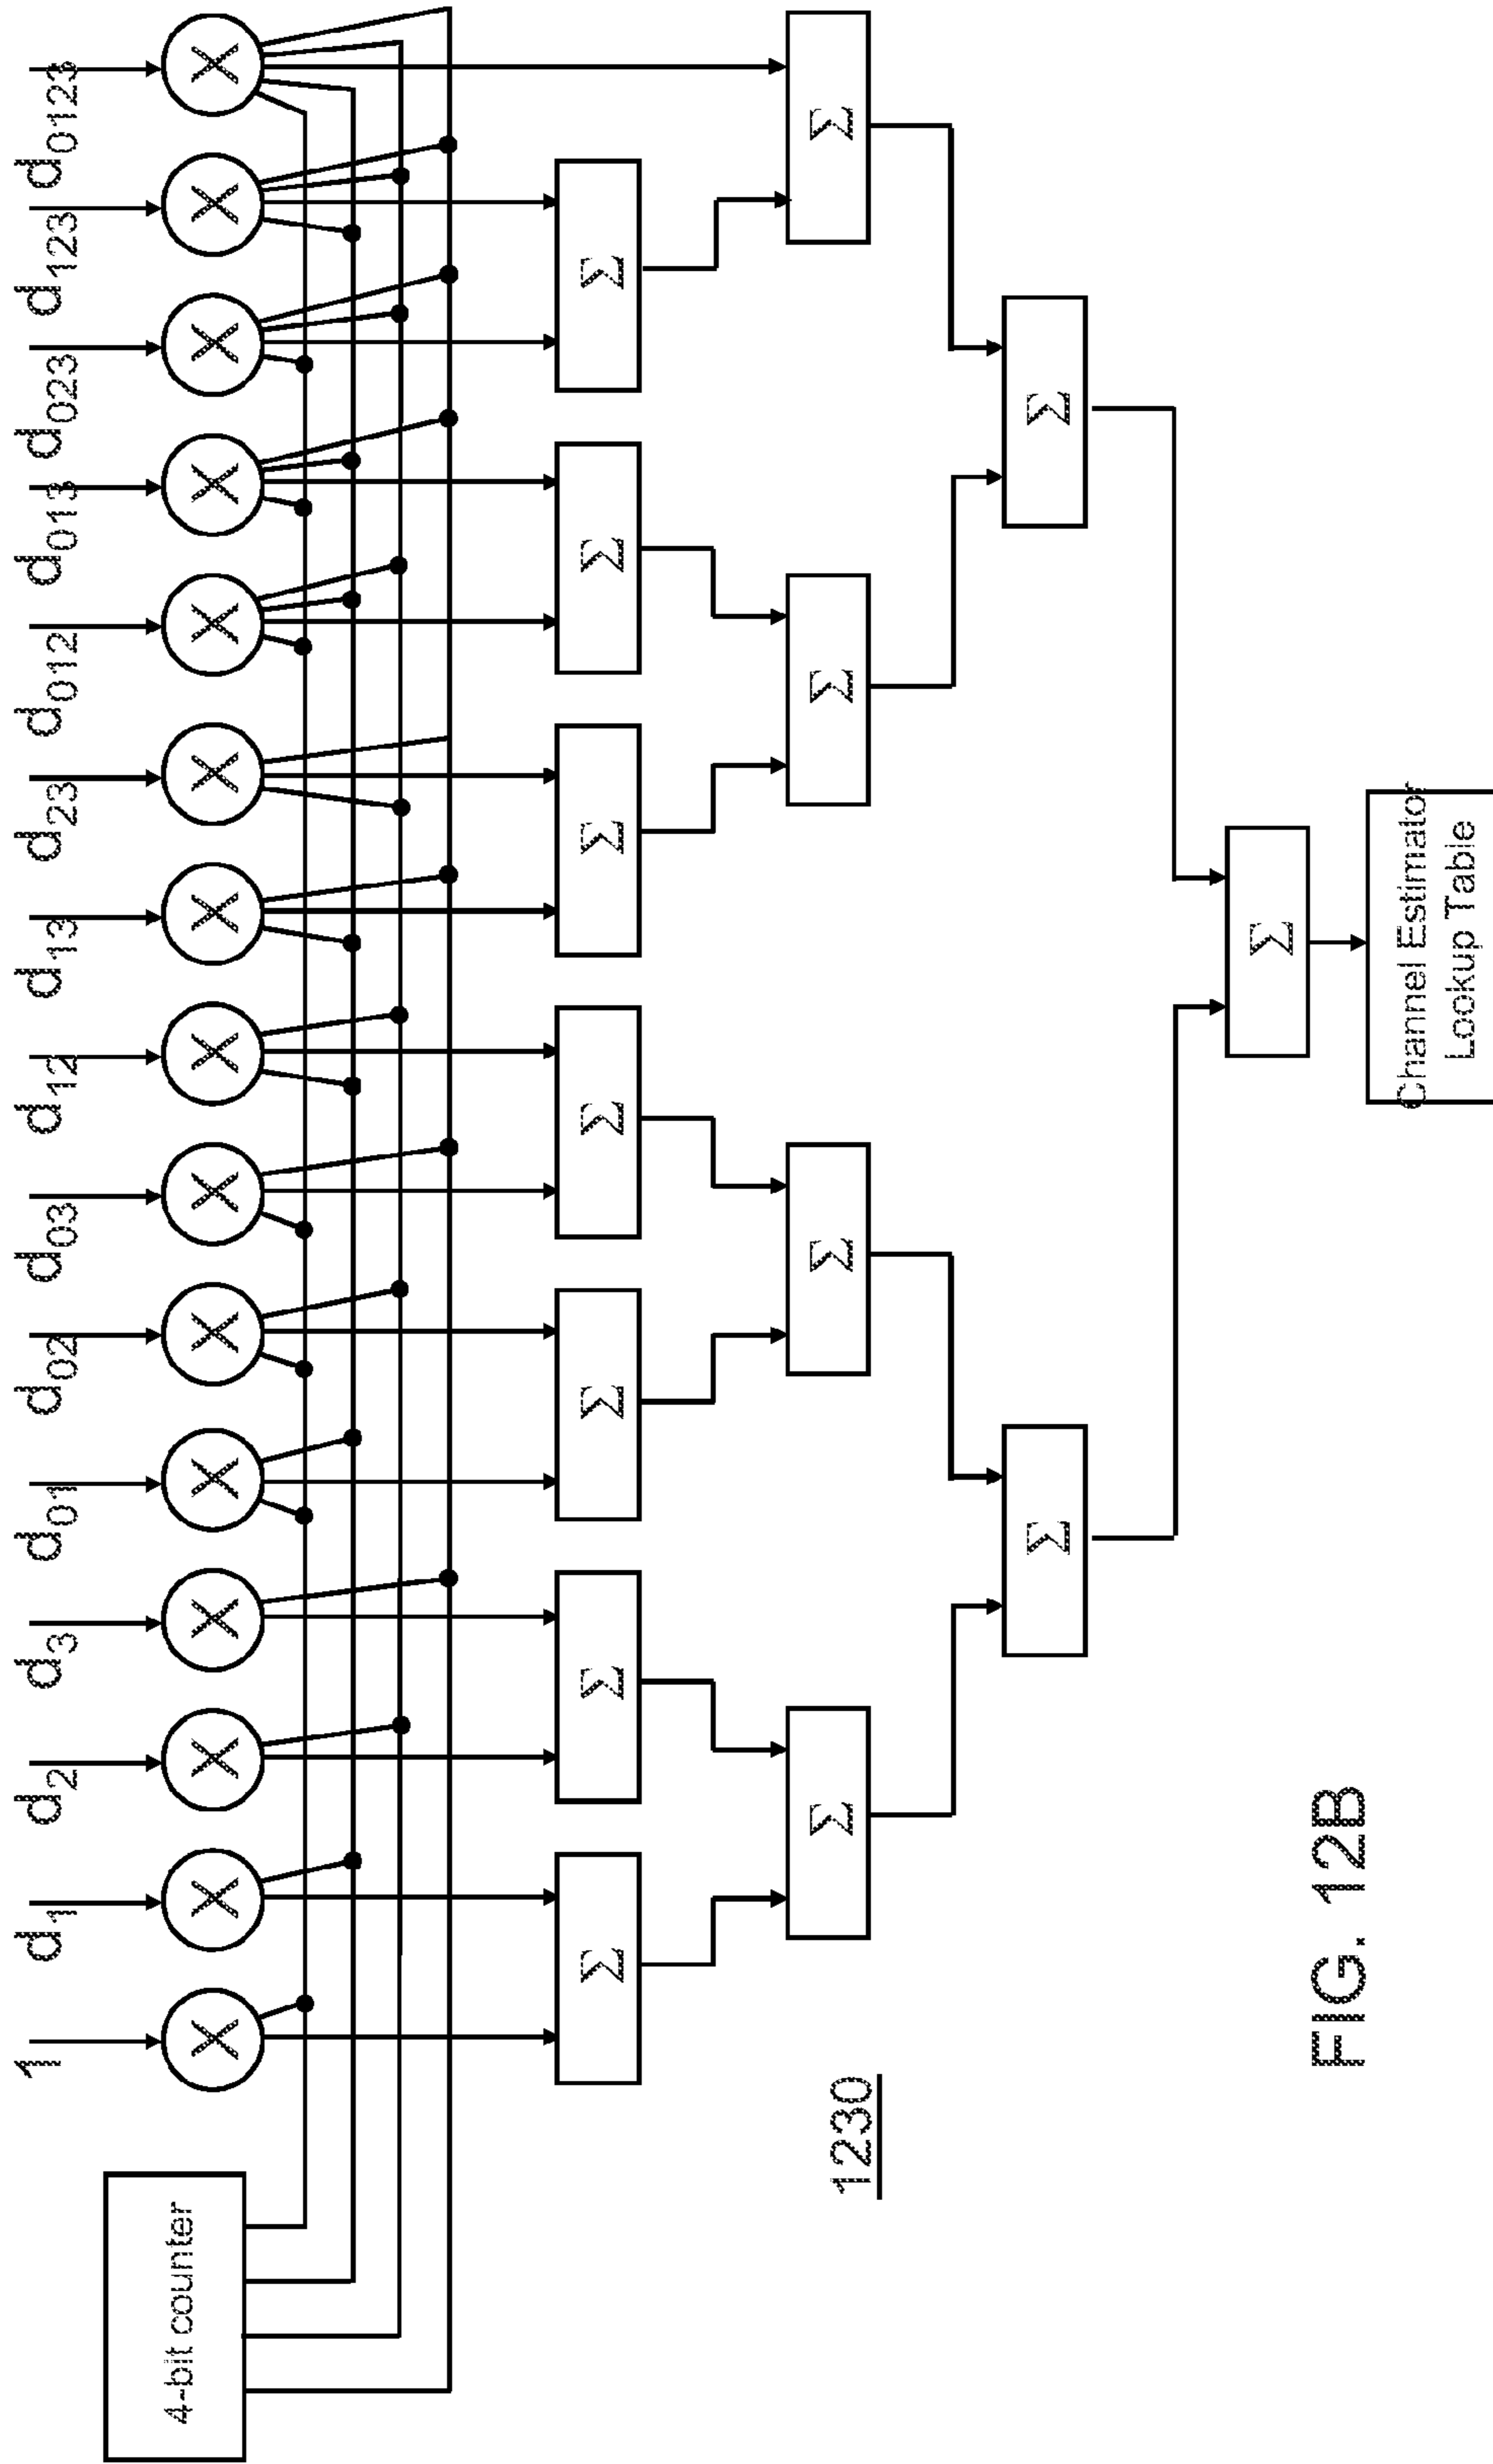 1
d1
d2
d3
d01
d02
d03
d12
d13
d23
d012
d013
d023
d123
d0123
4-bit counter
X X X X X X X X X X X X X X X
Σ Σ Σ Σ Σ Σ Σ
Σ Σ Σ Σ
Σ Σ
Σ
Channel Estimator
Lookup Table
1230
FIG. 12B